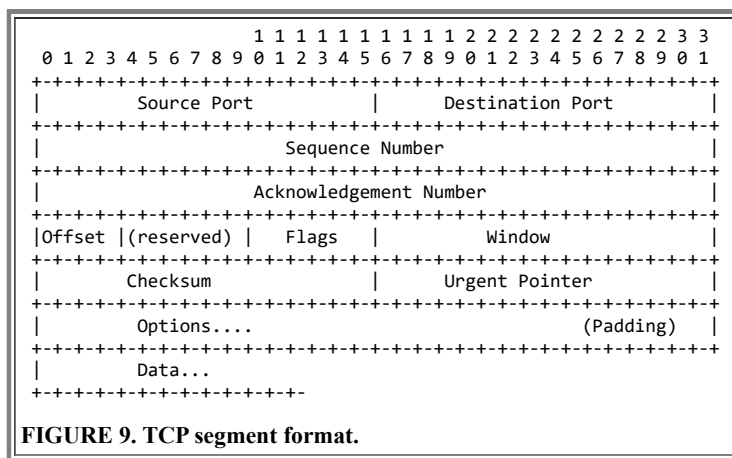 1 1 1 1 1 1 1 1 1 1 2 2 2 2 2 2 2 2 2 2 3 3
0 1 2 3 4 5 6 7 8 9 0 1 2 3 4 5 6 7 8 9 0 1 2 3 4 5 6 7 8 9 0 1
+-+-+-+-+-+-+-+-+-+-+-+-+-+-+-+-+-+-+-+-+-+-+-+-+-+-+-+-+-+-+-+-+
|         Source Port           |      Destination Port         |
+-+-+-+-+-+-+-+-+-+-+-+-+-+-+-+-+-+-+-+-+-+-+-+-+-+-+-+-+-+-+-+-+
|                       Sequence Number                         |
+-+-+-+-+-+-+-+-+-+-+-+-+-+-+-+-+-+-+-+-+-+-+-+-+-+-+-+-+-+-+-+-+
|                    Acknowledgement Number                     |
+-+-+-+-+-+-+-+-+-+-+-+-+-+-+-+-+-+-+-+-+-+-+-+-+-+-+-+-+-+-+-+-+
|Offset |(reserved) |   Flags   |          Window               |
+-+-+-+-+-+-+-+-+-+-+-+-+-+-+-+-+-+-+-+-+-+-+-+-+-+-+-+-+-+-+-+-+
|        Checksum               |      Urgent Pointer           |
+-+-+-+-+-+-+-+-+-+-+-+-+-+-+-+-+-+-+-+-+-+-+-+-+-+-+-+-+-+-+-+-+
|         Options....                               (Padding)   |
+-+-+-+-+-+-+-+-+-+-+-+-+-+-+-+-+-+-+-+-+-+-+-+-+-+-+-+-+-+-+-+-+
|         Data...
+-+-+-+-+-+-+-+-+-+-+-+-+-
FIGURE 9. TCP segment format.